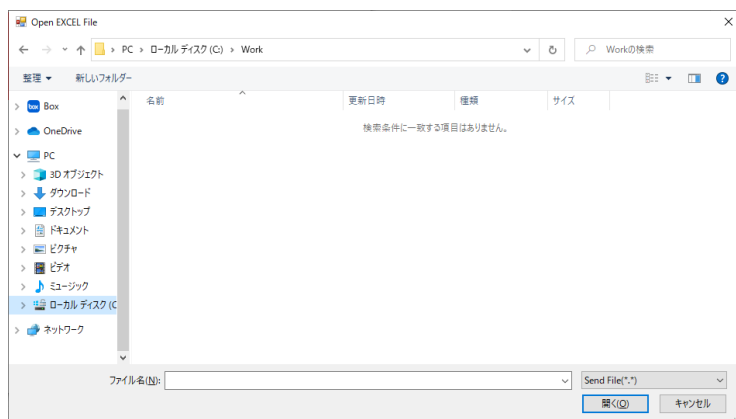 Open EXCEL File
PC › ローカル ディスク (C:) › Work
Workの検索
整理 新しいフォルダー
名前 更新日時 種類 サイズ
検索条件に一致する項目はありません。
box Box
OneDrive
PC
3D オブジェクト
ダウンロード
デスクトップ
ドキュメント
ピクチャ
ビデオ
ミュージック
ローカル ディスク (C
ネットワーク
ファイル名(N): Send File(*.*)
開く(O) キャンセル